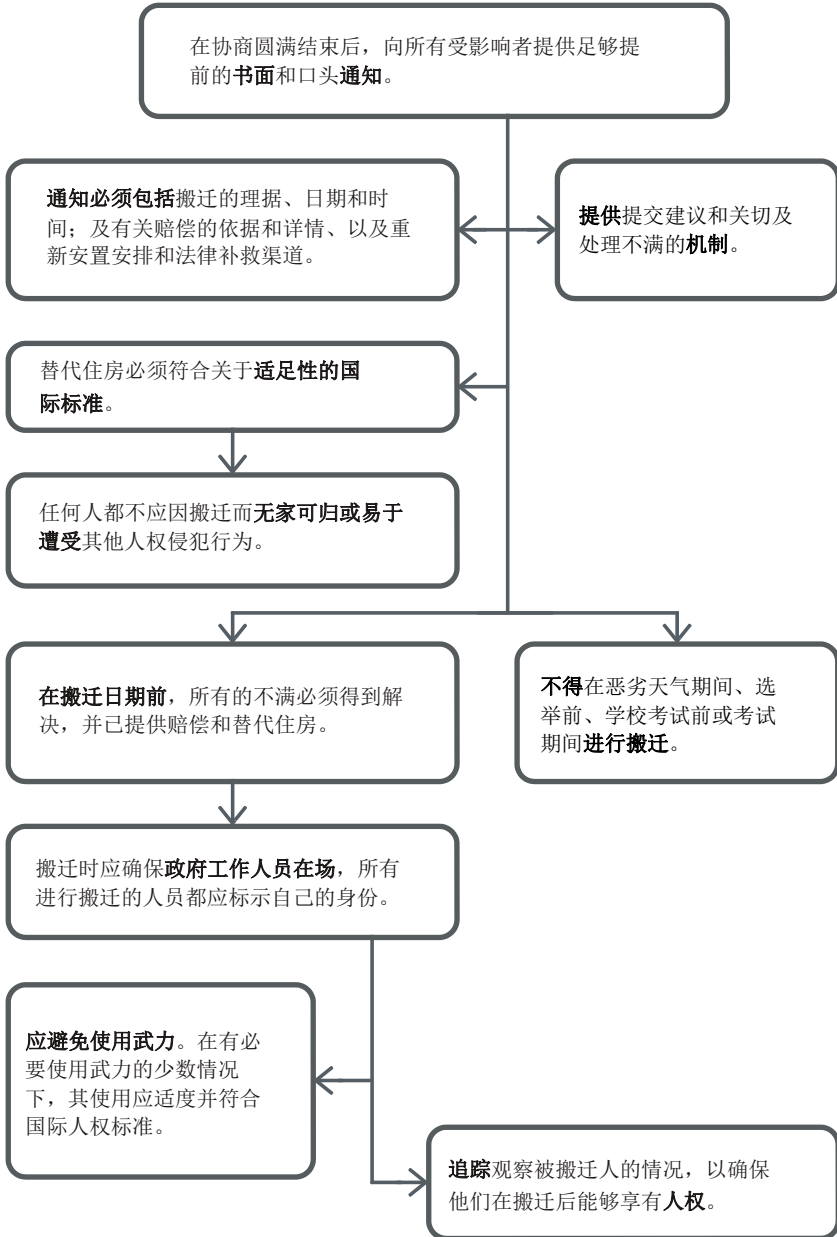 在协商圆满结束后，向所有受影响者提供足够提
前的书面和口头通知。
通知必须包括搬迁的理据、日期和时
间；及有关赔偿的依据和详情、以及重
新安置安排和法律补救渠道。
提供提交建议和关切及
处理不满的机制。
替代住房必须符合关于适足性的国
际标准。
任何人都不应因搬迁而无家可归或易于
遭受其他人权侵犯行为。
在搬迁日期前，所有的不满必须得到解
决，并已提供赔偿和替代住房。
不得在恶劣天气期间、选
举前、学校考试前或考试
期间进行搬迁。
搬迁时应确保政府工作人员在场，所有
进行搬迁的人员都应标示自己的身份。
应避免使用武力。在有必
要使用武力的少数情况
下，其使用应适度并符合
国际人权标准。
追踪观察被搬迁人的情况，以确保
他们在搬迁后能够享有人权。